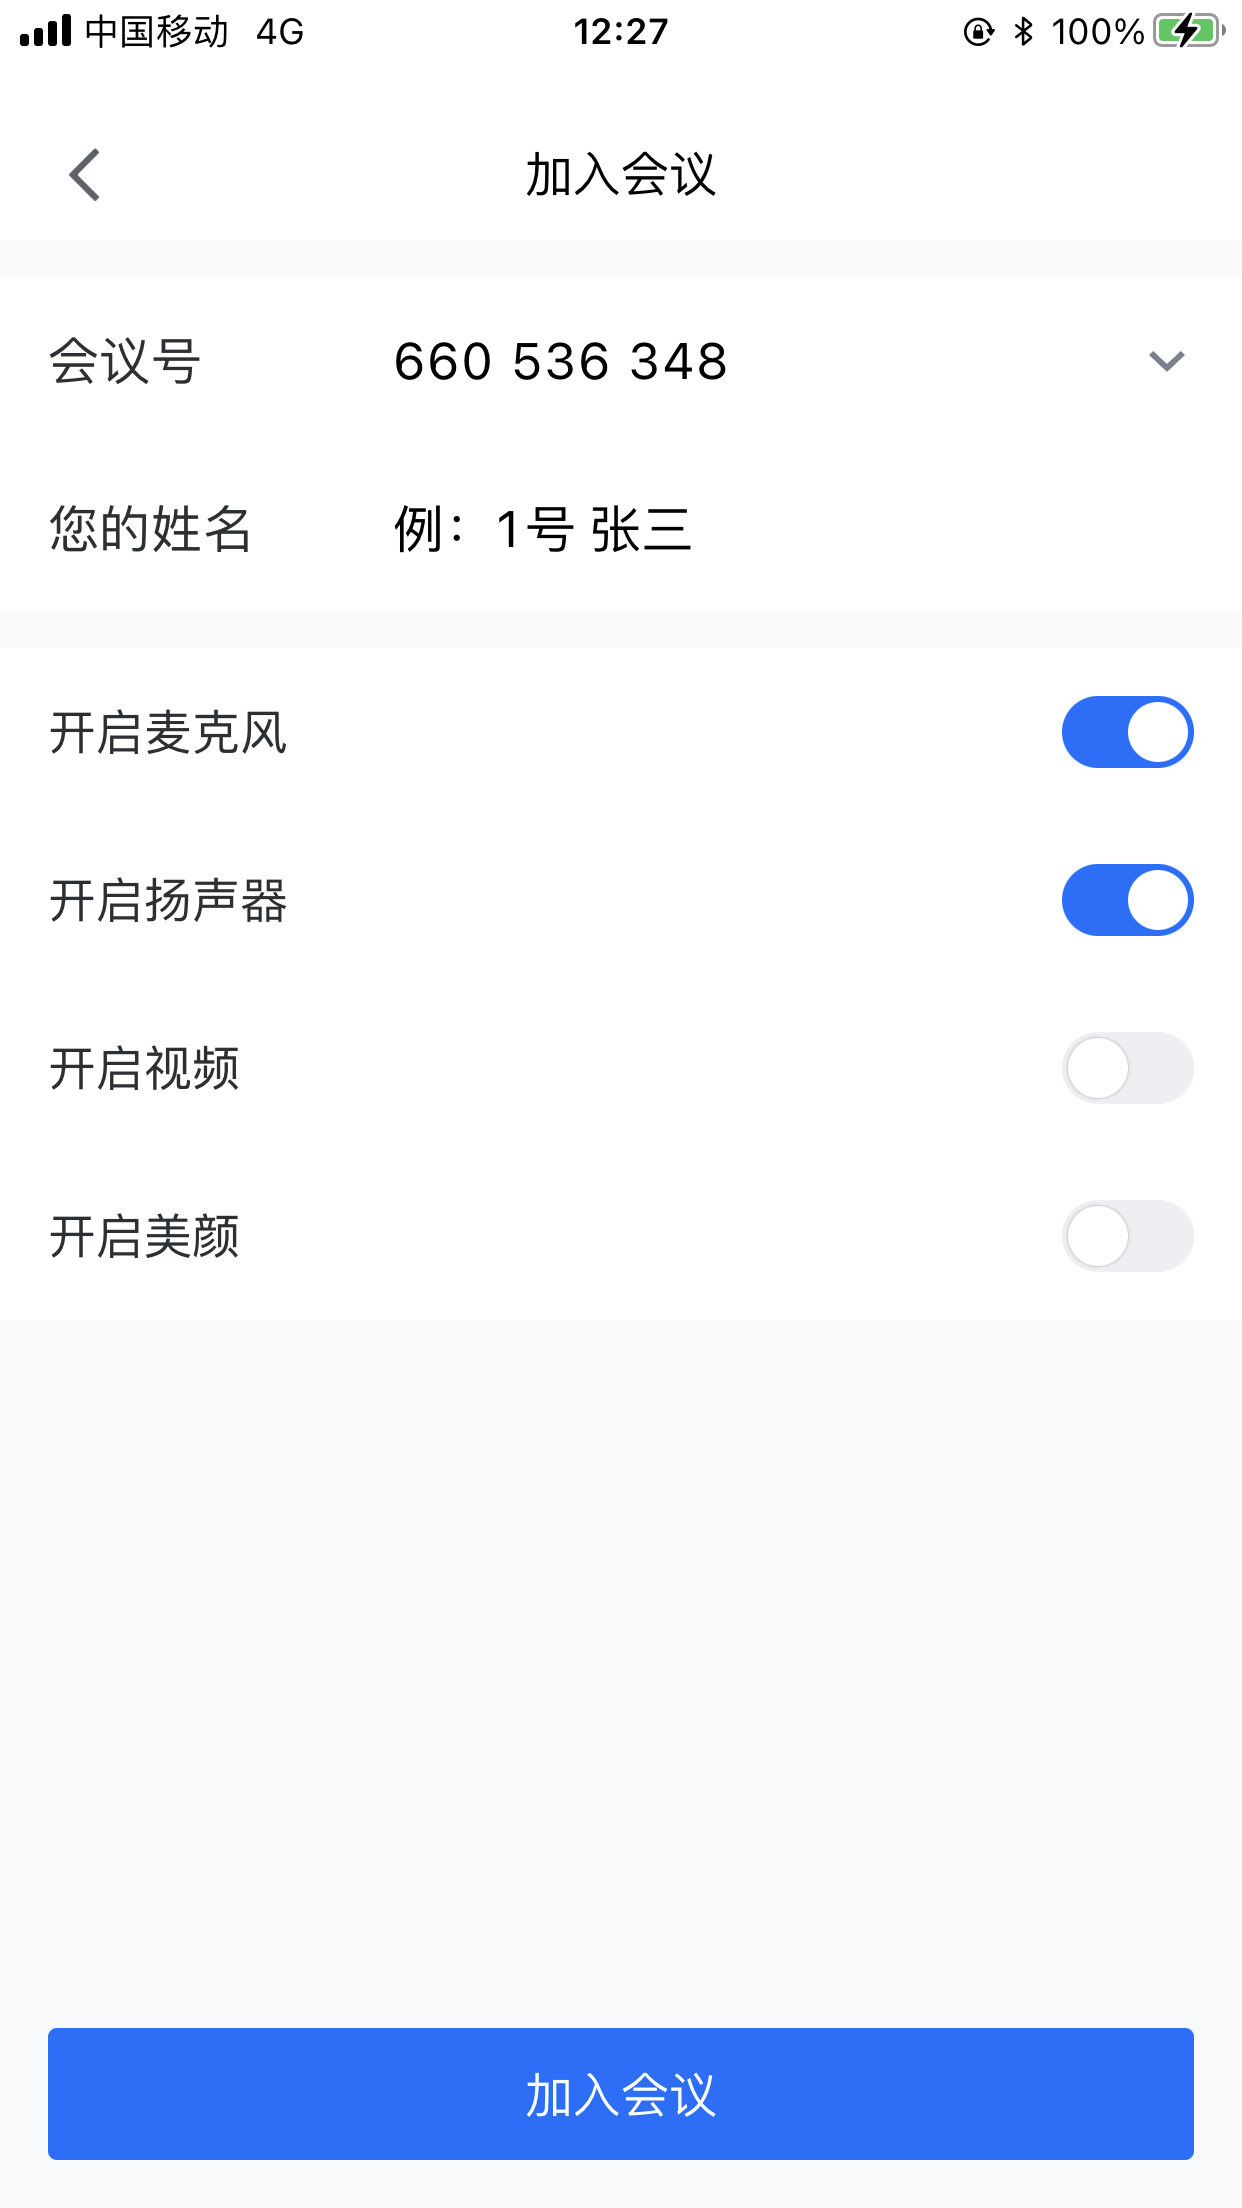 中国移动 4G 12:27 100%
加入会议
会议号 660 536 348
您的姓名 例：1号 张三
开启麦克风
开启扬声器
开启视频
开启美颜
加入会议